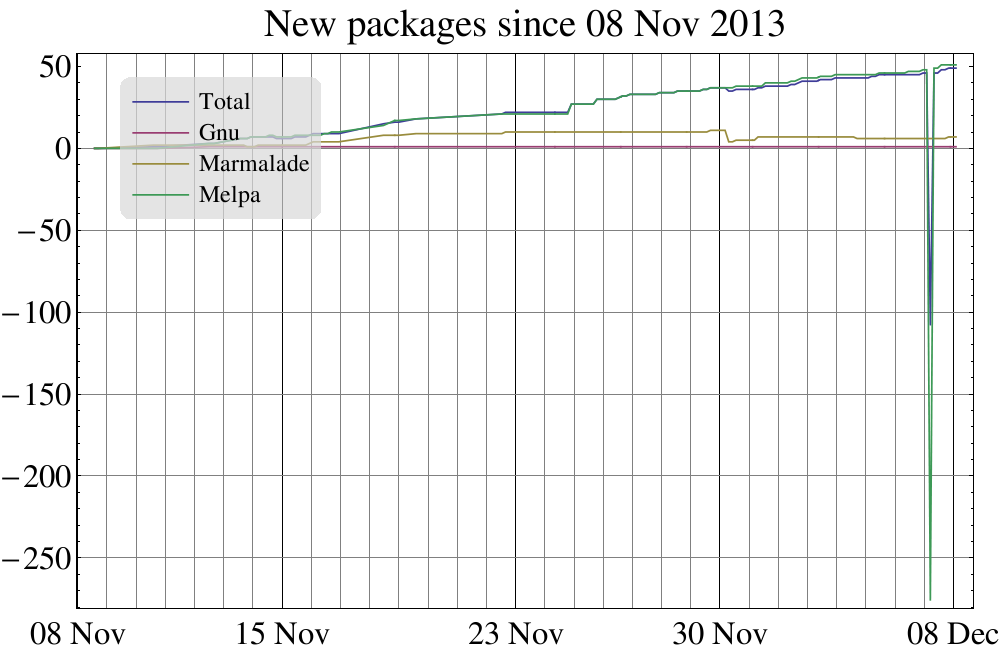 New packages since 08 Nov 2013
50
0
−50
−100
−150
−200
−250
Total
Gnu
Marmalade
Melpa
08 Nov 15 Nov 23 Nov 30 Nov 08 Dec